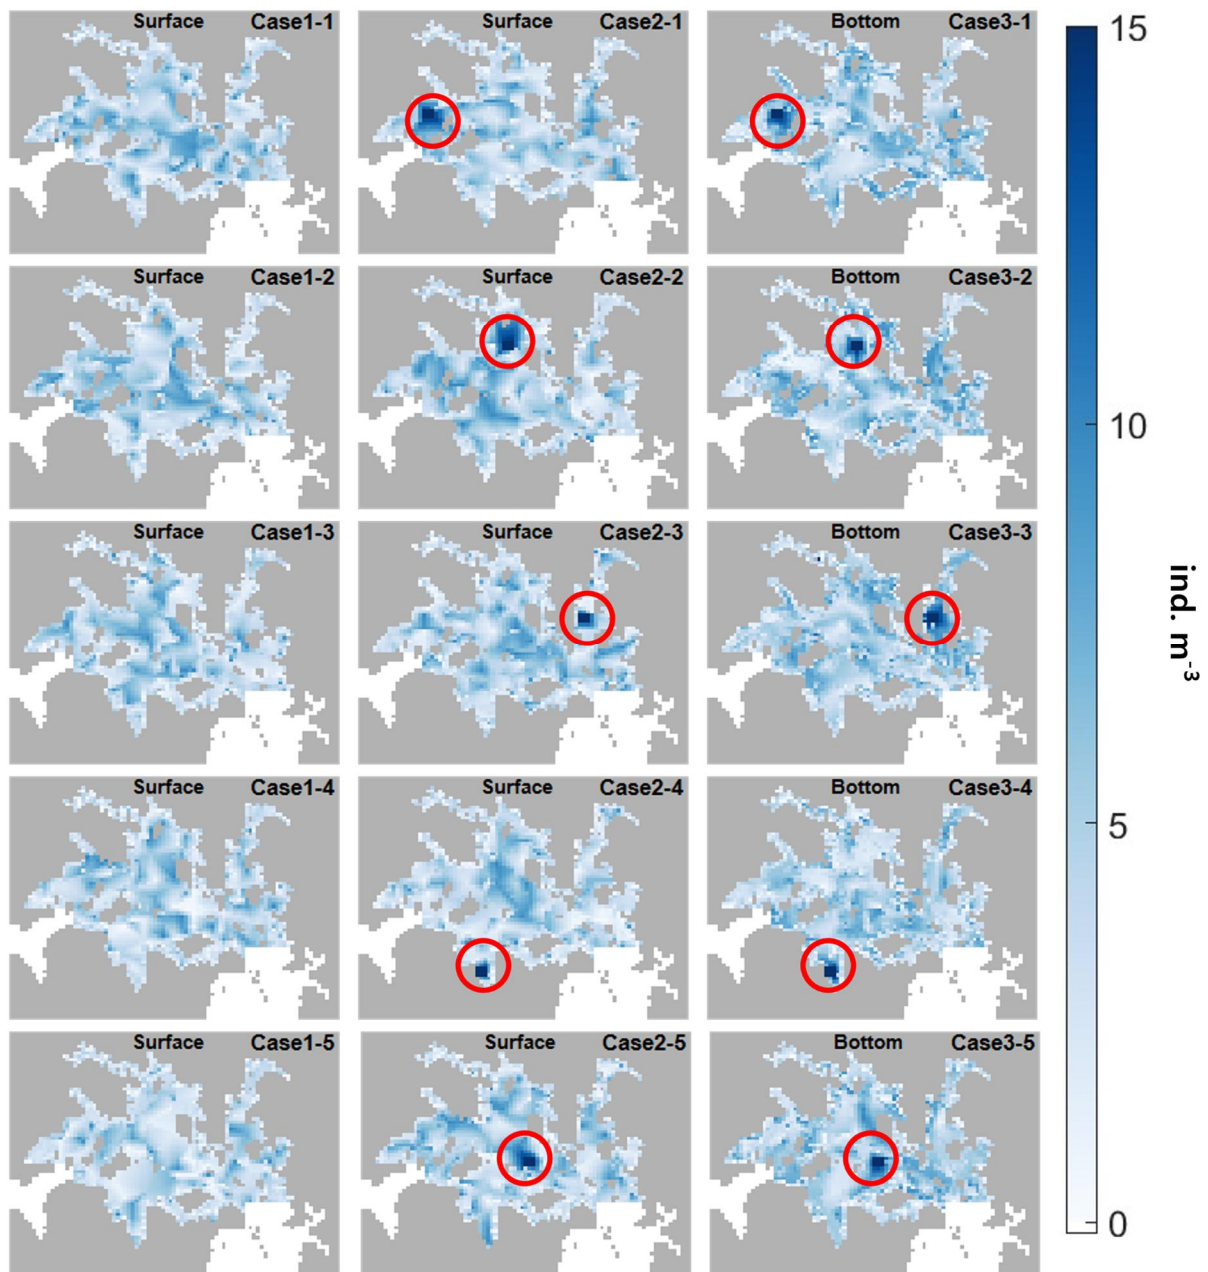 Surface Case1-1
Surface Case2-1
Bottom Case3-1
Surface Case1-2
Surface Case2-2
Bottom Case3-2
Surface Case1-3
Surface Case2-3
Bottom Case3-3
Surface Case1-4
Surface Case2-4
Bottom Case3-4
Surface Case1-5
Surface Case2-5
Bottom Case3-5
15
10
5
0
ind. m⁻³